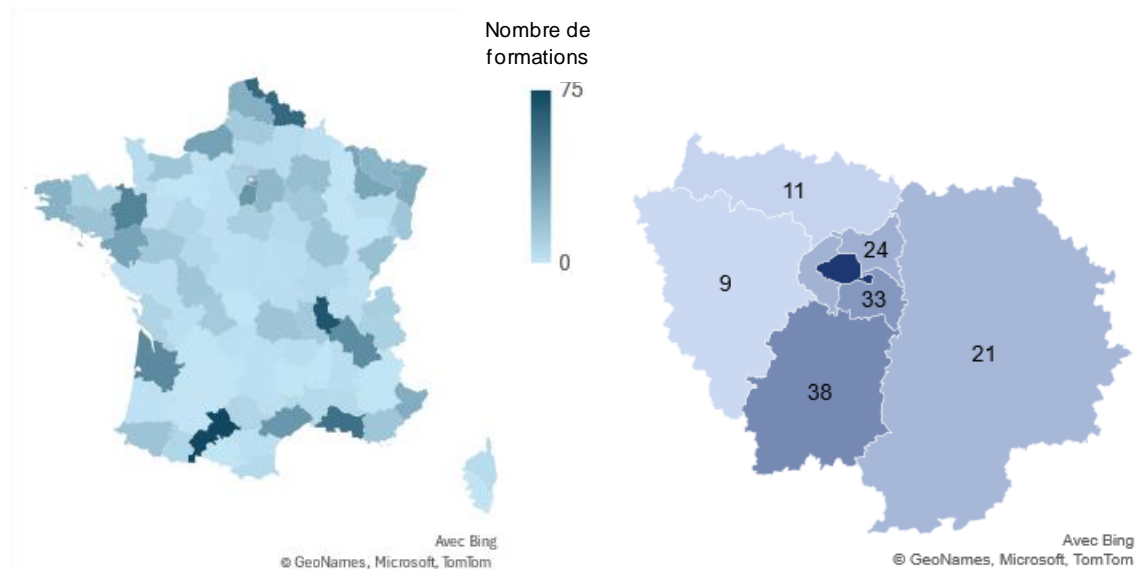 Nombre de
formations
75
0
Avec Bing
© GeoNames, Microsoft, TomTom
11
24
9
33
21
38
Avec Bing
© GeoNames, Microsoft, TomTom